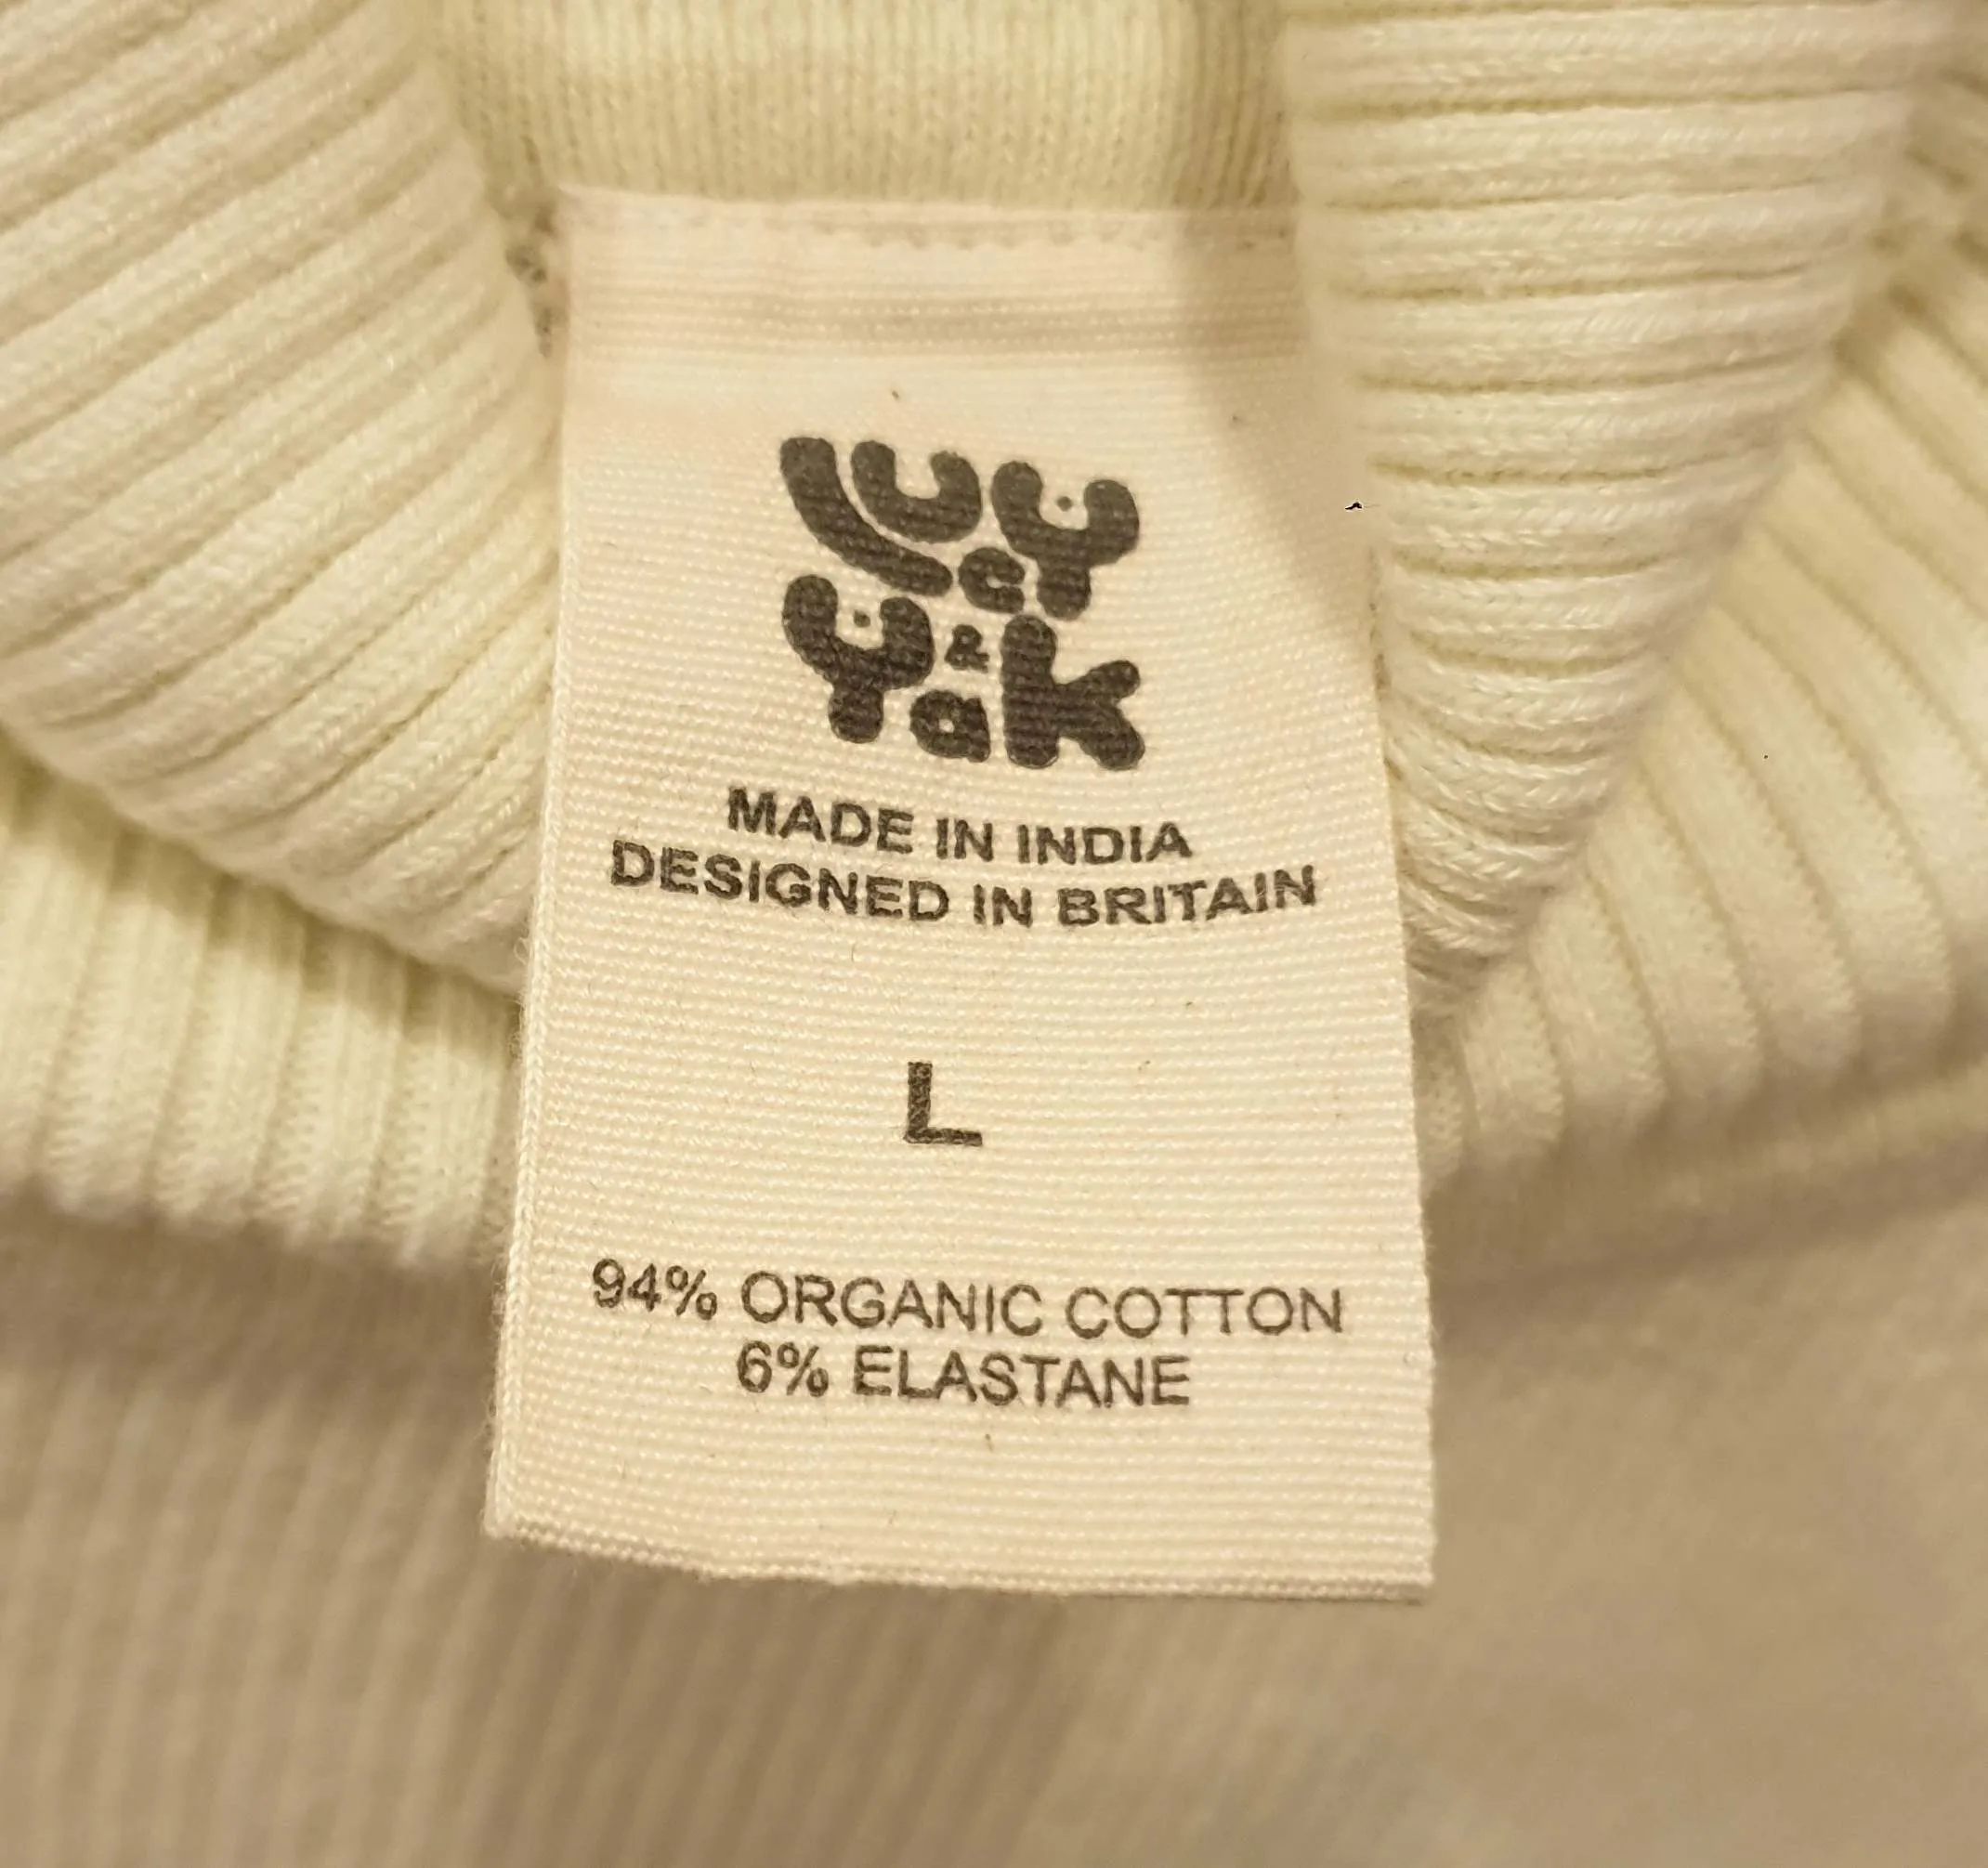 Lucy
&
Yak
MADE IN INDIA
DESIGNED IN BRITAIN
L
94% ORGANIC COTTON
6% ELASTANE